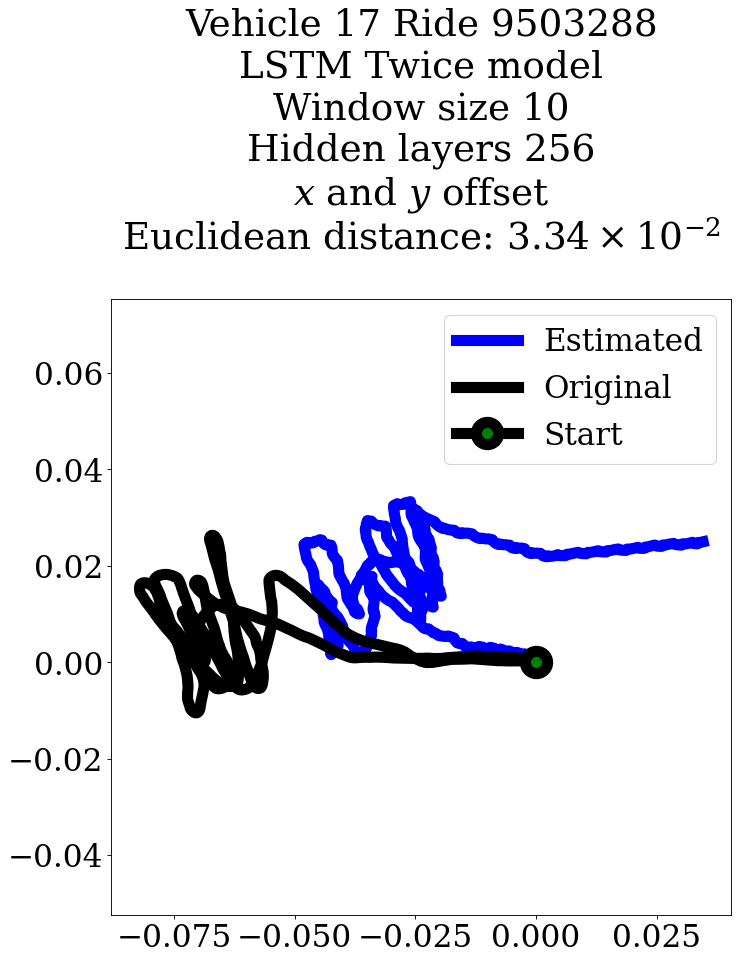 Vehicle 17 Ride 9503288
LSTM Twice model
Window size 10
Hidden layers 256
x and y offset
Euclidean distance: 3.34 × 10⁻²
Estimated
Original
Start
0.06
0.04
0.02
0.00
−0.02
−0.04
−0.075 −0.050 −0.025 0.000 0.025